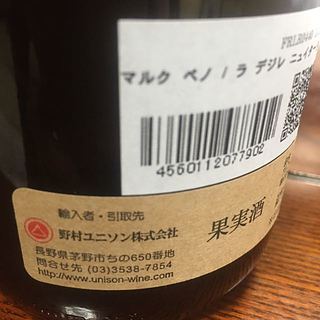 FRLB04
マルク ペノ / ラ デジレ ニュイター
4560112077902
輸入者・引取先
野村ユニソン株式会社
果実酒
長野県茅野市ちの650番地
問合せ先 (03)3538-7854
http://www.unison-wine.com